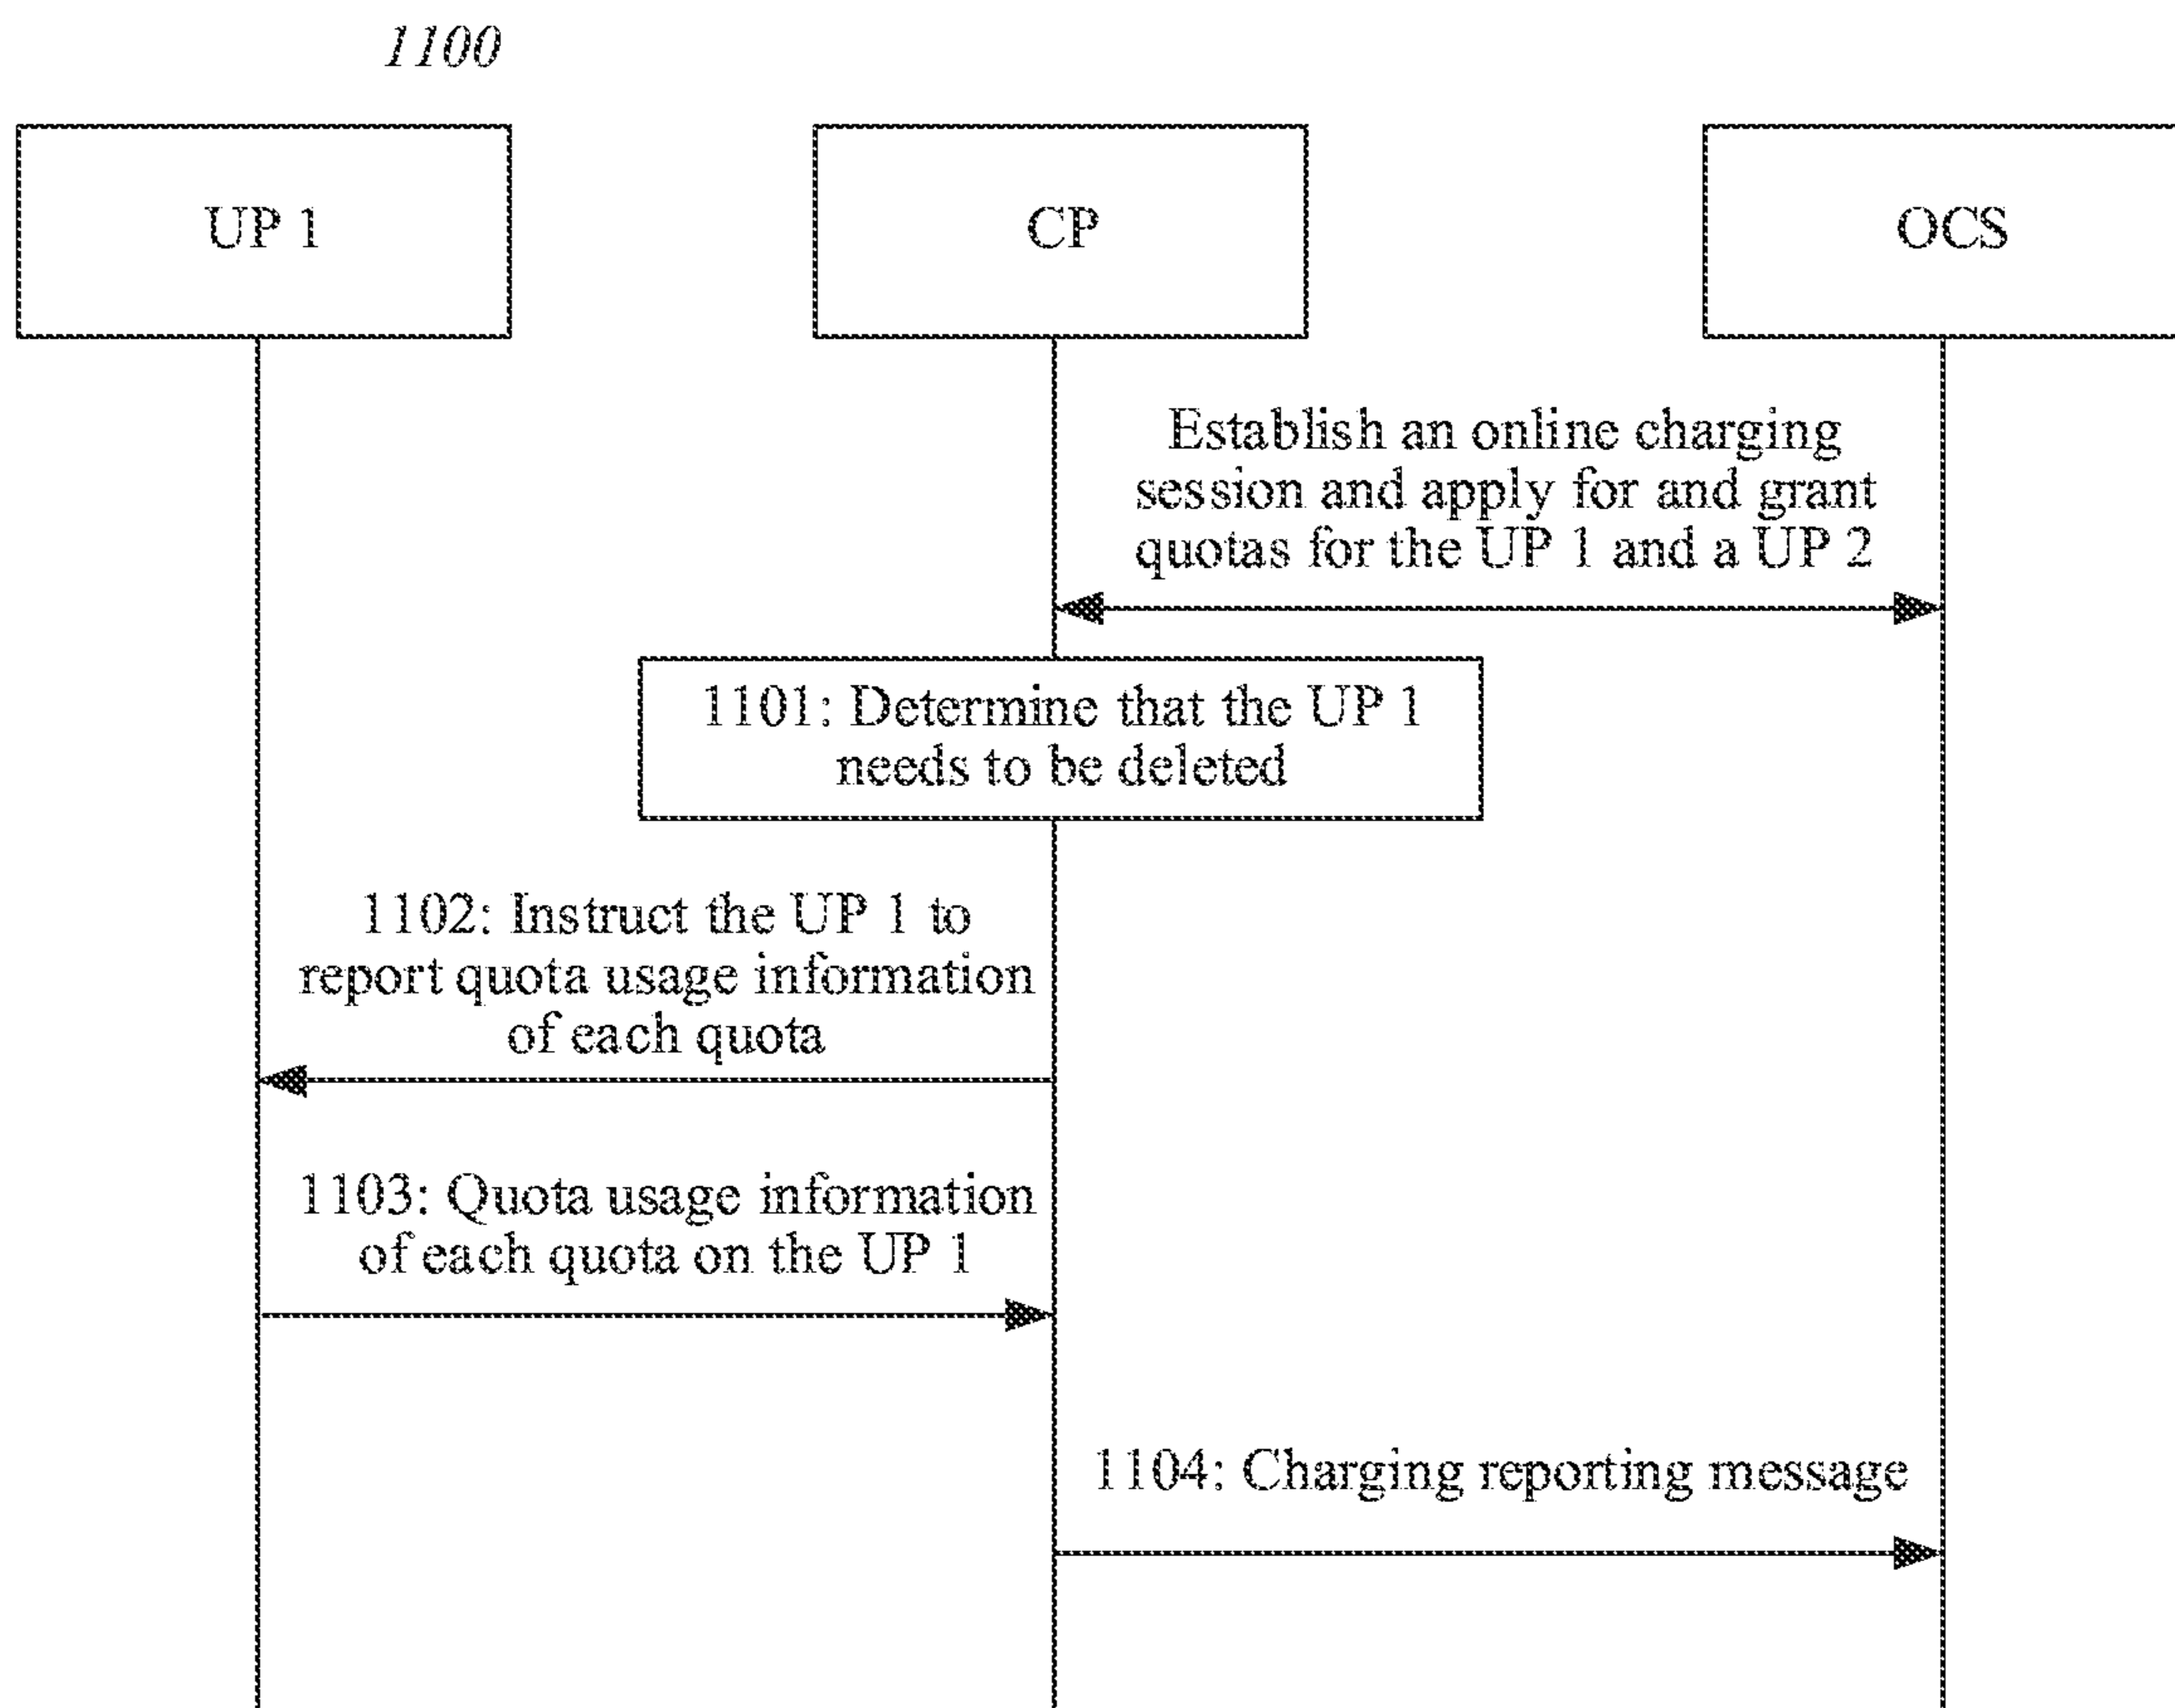 1100
UP 1
CP
OCS
Establish an online charging
session and apply for and grant
quotas for the UP 1 and a UP 2
1101: Determine that the UP 1
needs to be deleted
1102: Instruct the UP 1 to
report quota usage information
of each quota
1103: Quota usage information
of each quota on the UP 1
1104: Charging reporting message